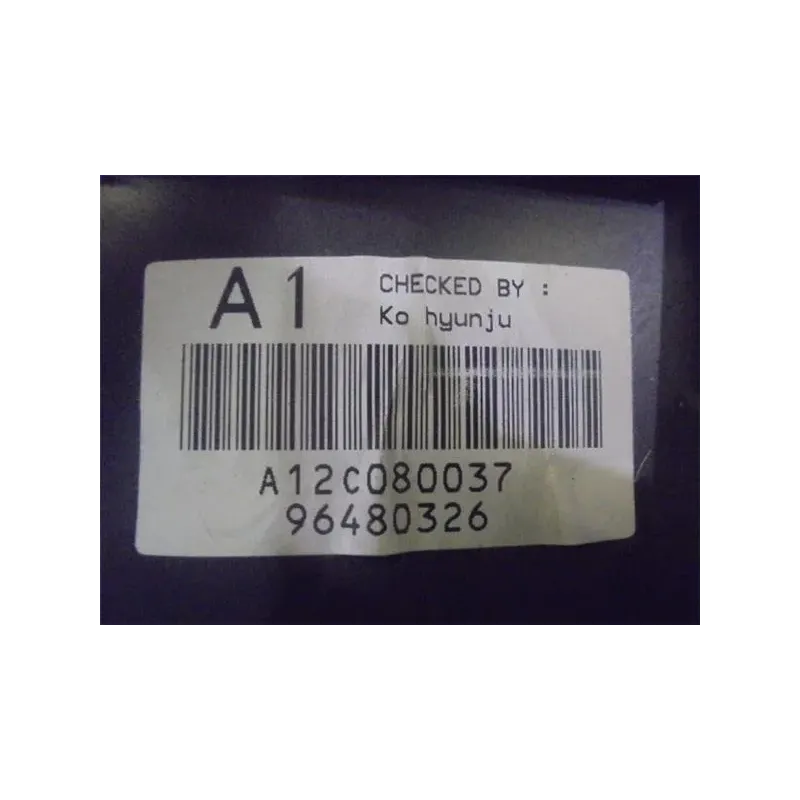 A1
CHECKED BY :
Ko hyunju
A12C080037
96480326